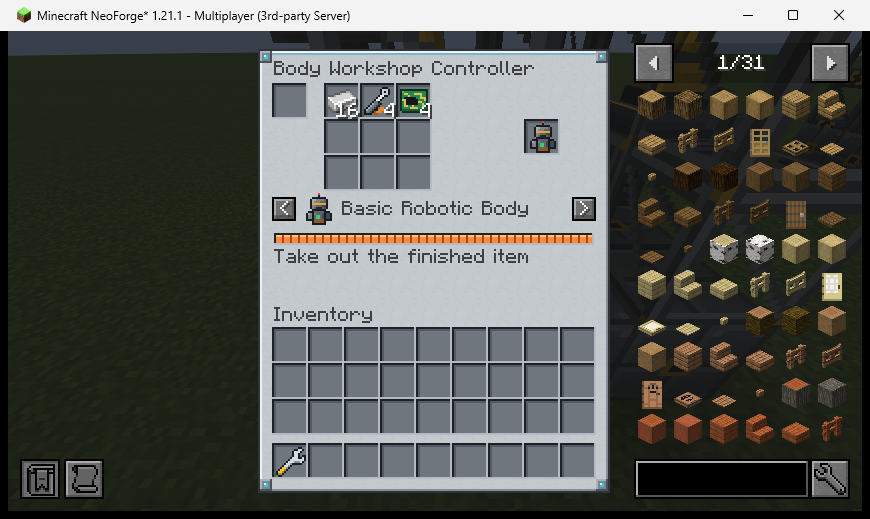 Minecraft NeoForge* 1.21.1 - Multiplayer (3rd-party Server)
Body Workshop Controller
1/31
16
4
4
Basic Robotic Body
Take out the finished item
Inventory